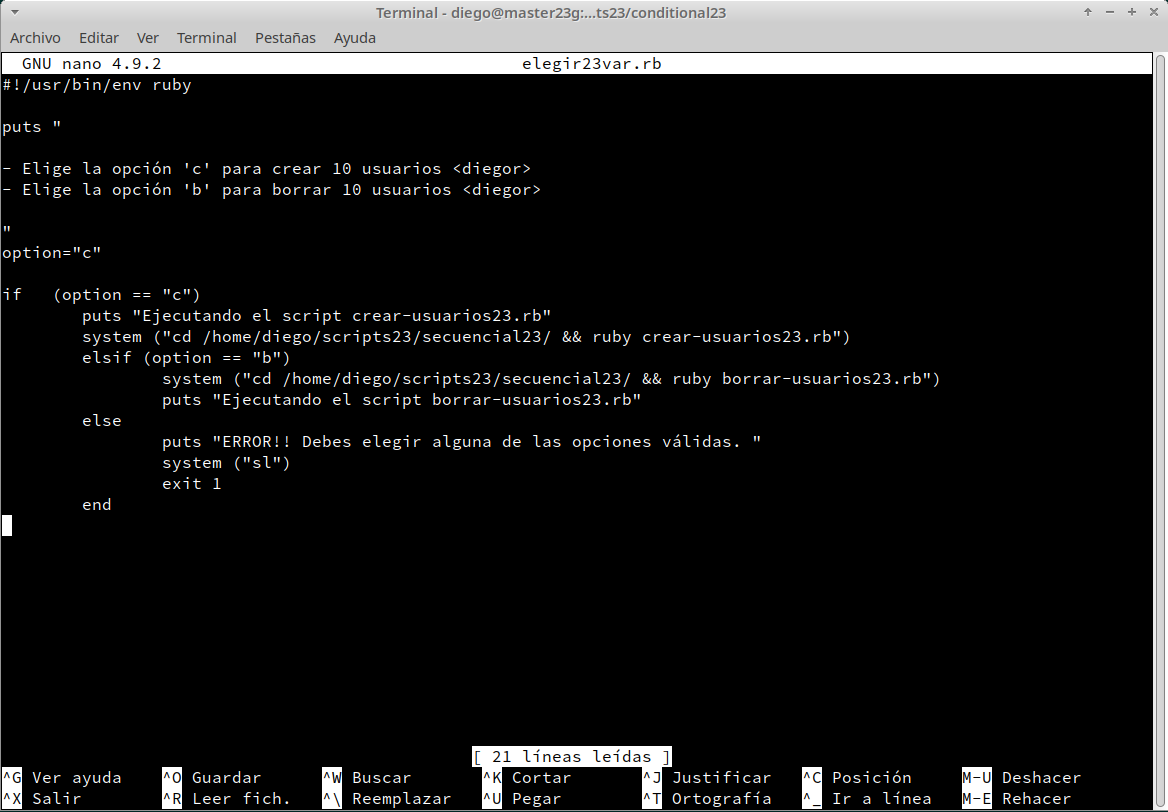 Terminal - diego@master23g:...ts23/conditional23
Archivo Editar Ver Terminal Pestañas Ayuda
GNU nano 4.9.2 elegir23var.rb
#!/usr/bin/env ruby
puts "
- Elige la opción 'c' para crear 10 usuarios <diegor>
- Elige la opción 'b' para borrar 10 usuarios <diegor>
"
option="c"
if   (option == "c")
        puts "Ejecutando el script crear-usuarios23.rb"
        system ("cd /home/diego/scripts23/secuencial23/ && ruby crear-usuarios23.rb")
        elsif (option == "b")
                system ("cd /home/diego/scripts23/secuencial23/ && ruby borrar-usuarios23.rb")
                puts "Ejecutando el script borrar-usuarios23.rb"
        else
                puts "ERROR!! Debes elegir alguna de las opciones válidas. "
                system ("sl")
                exit 1
        end
[ 21 líneas leídas ]
^G Ver ayuda ^O Guardar ^W Buscar ^K Cortar ^J Justificar ^C Posición M-U Deshacer
^X Salir ^R Leer fich. ^\ Reemplazar ^U Pegar ^T Ortografía ^_ Ir a línea M-E Rehacer